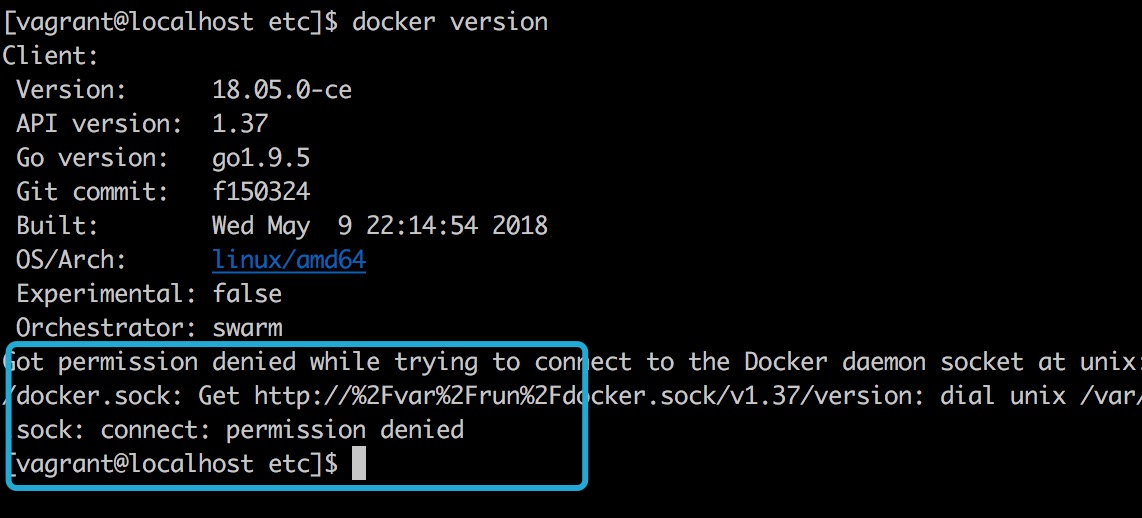 [vagrant@localhost etc]$ docker version
Client:
 Version:      18.05.0-ce
 API version:  1.37
 Go version:   go1.9.5
 Git commit:   f150324
 Built:        Wed May  9 22:14:54 2018
 OS/Arch:      linux/amd64
 Experimental: false
 Orchestrator: swarm
Got permission denied while trying to connect to the Docker daemon socket at unix:
/docker.sock: Get http://%2Fvar%2Frun%2Fdocker.sock/v1.37/version: dial unix /var/
sock: connect: permission denied
[vagrant@localhost etc]$